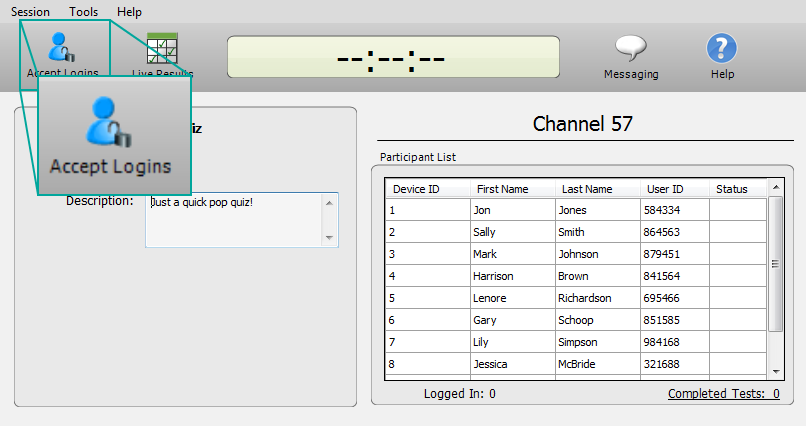 Session Tools Help
Accept Logins Live Results --:--:-- Messaging Help
Accept Logins
Channel 57
Participant List
Description: Just a quick pop quiz!
Device ID First Name Last Name User ID Status
1 Jon Jones 584334
2 Sally Smith 864563
3 Mark Johnson 879451
4 Harrison Brown 841564
5 Lenore Richardson 695466
6 Gary Schoop 851585
7 Lily Simpson 984168
8 Jessica McBride 321688
Logged In: 0 Completed Tests: 0